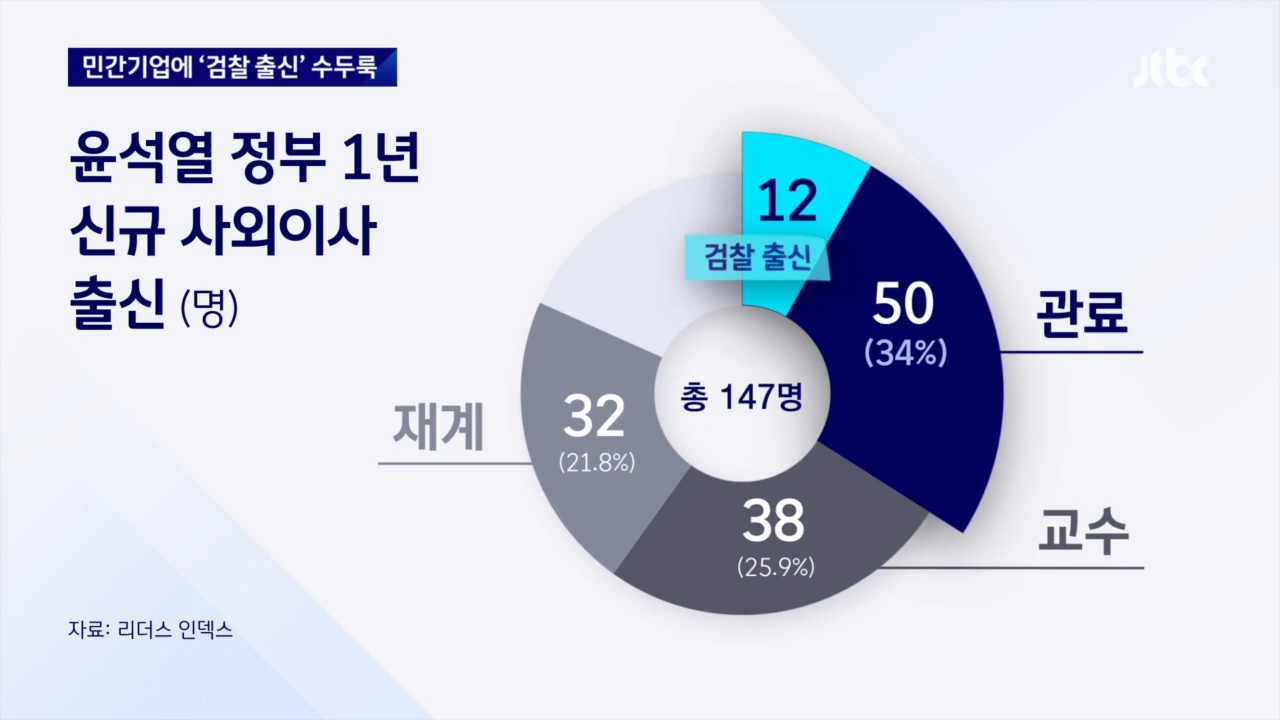 민간기업에 ‘검찰 출신’ 수두룩
jtbc
윤석열 정부 1년
신규 사외이사
출신 (명)
12
검찰 출신
50
(34%)
관료
총 147명
재계
32
(21.8%)
38
(25.9%)
교수
자료: 리더스 인덱스